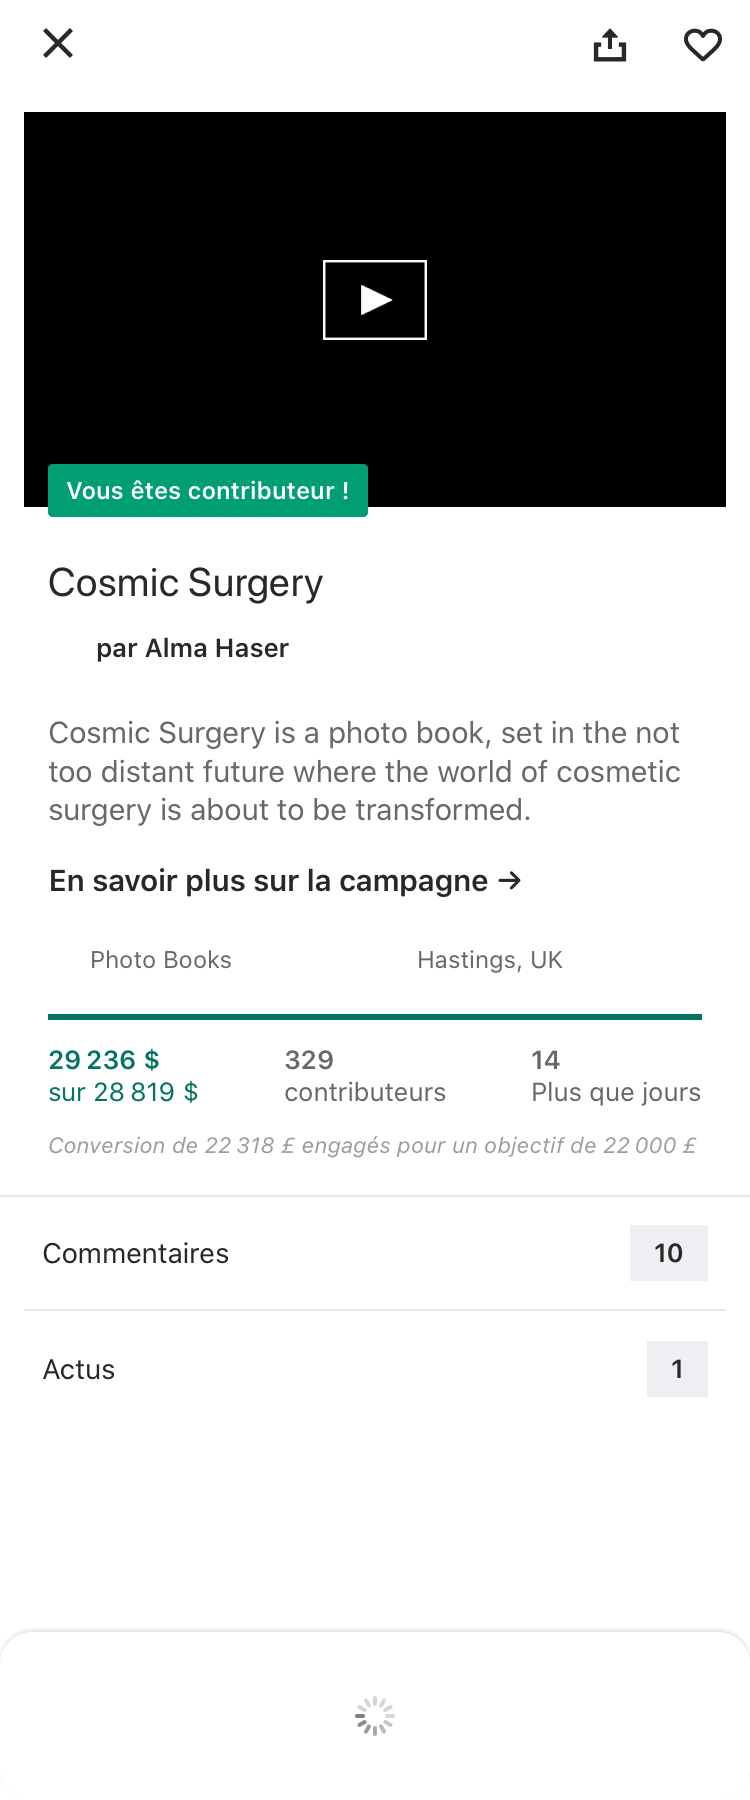 Vous êtes contributeur !
Cosmic Surgery
par Alma Haser
Cosmic Surgery is a photo book, set in the not
too distant future where the world of cosmetic
surgery is about to be transformed.
En savoir plus sur la campagne →
Photo Books
Hastings, UK
29 236 $
sur 28 819 $
329
contributeurs
14
Plus que jours
Conversion de 22 318 £ engagés pour un objectif de 22 000 £
Commentaires
10
Actus
1